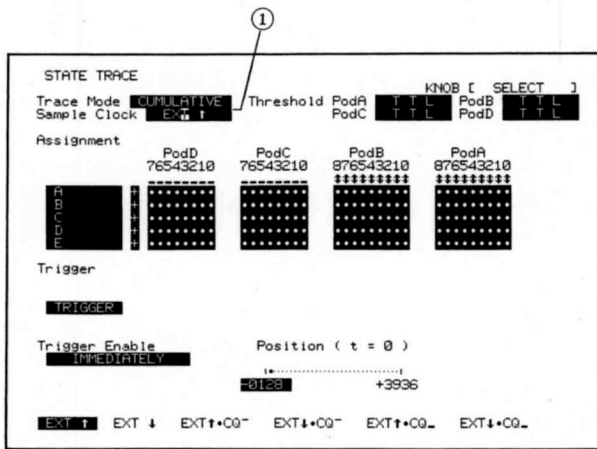 ①
STATE TRACE
KNOB [ SELECT ]
Trace Mode CUMULATIVE Threshold PodA TTL PodB TTL
Sample Clock EXT ↑ PodC TTL PodD TTL
Assignment
PodD PodC PodB PodA
76543210 76543210 876543210 876543210
A +
B +
C +
D +
E +
Trigger
TRIGGER
Trigger Enable Position ( t = 0 )
IMMEDIATELY
-0128 +3936
EXT ↑ EXT ↓ EXT↑•CQ¯ EXT↓•CQ¯ EXT↑•CQ_ EXT↓•CQ_